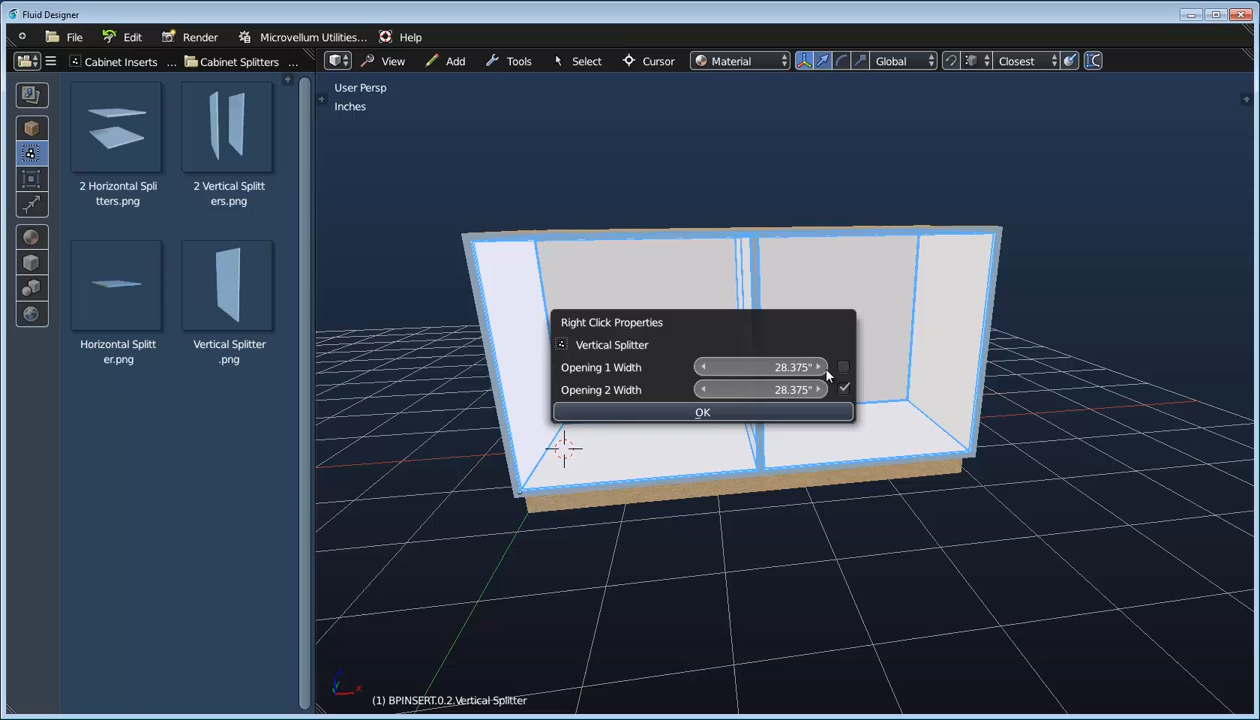 Fluid Designer
File Edit Render Microvellum Utilities... Help
Cabinet Inserts ... Cabinet Splitters ...
View Add Tools Select Cursor Material Global Closest
User Persp
Inches
2 Horizontal Spli
tters.png
2 Vertical Splitt
ers.png
Horizontal Splitt
er.png
Vertical Splitter
.png
Right Click Properties
Vertical Splitter
Opening 1 Width 28.375"
Opening 2 Width 28.375"
OK
(1) BPINSERT.0.2.Vertical Splitter